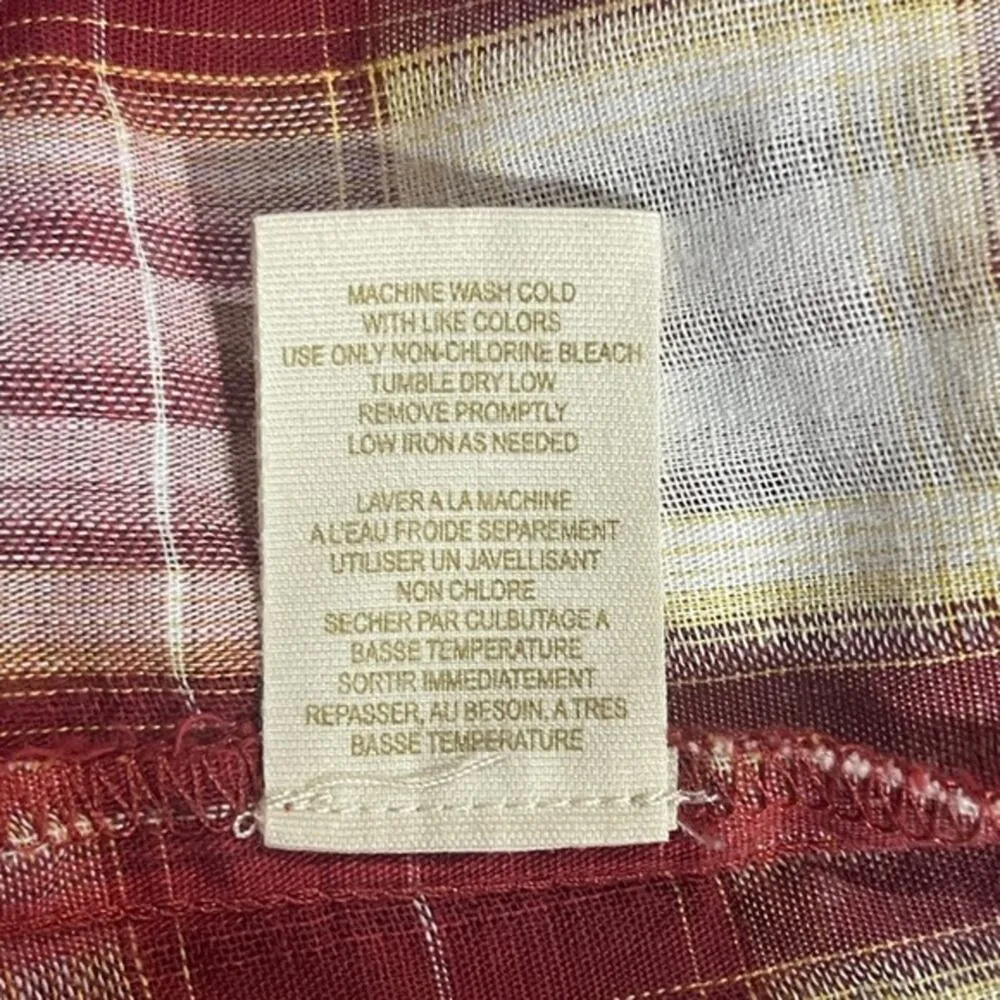 MACHINE WASH COLD
WITH LIKE COLORS
USE ONLY NON-CHLORINE BLEACH
TUMBLE DRY LOW
REMOVE PROMPTLY
LOW IRON AS NEEDED
LAVER A LA MACHINE
A L'EAU FROIDE SEPAREMENT
UTILISER UN JAVELLISANT
NON CHLORE
SECHER PAR CULBUTAGE A
BASSE TEMPERATURE
SORTIR IMMEDIATEMENT
REPASSER, AU BESOIN, A TRES
BASSE TEMPERATURE